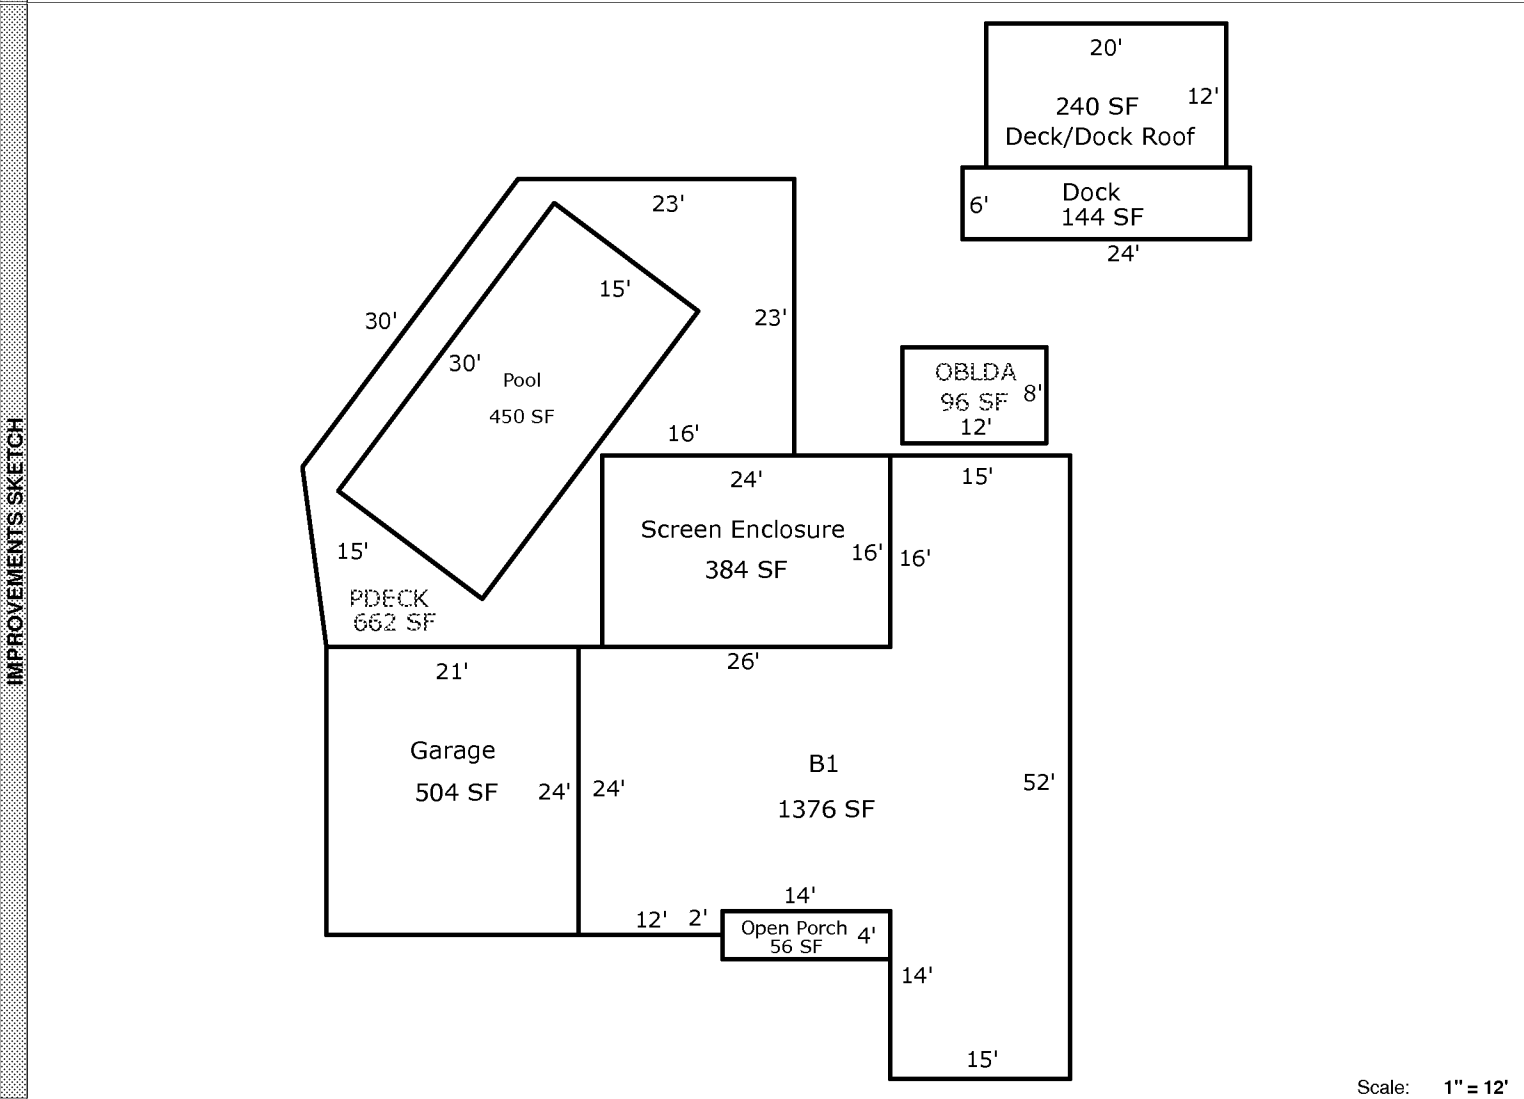 IMPROVEMENTS SKETCH
20'
12'
240 SF
Deck/Dock Roof
Dock
6'
144 SF
24'
23'
15'
30'
23'
30'
Pool
450 SF
OBLDA
8'
96 SF
12'
16'
24'
15'
Screen Enclosure
16'
16'
384 SF
15'
PDECK
662 SF
21'
26'
Garage
B1
504 SF
24'
24'
52'
1376 SF
14'
12'
2'
Open Porch
4'
56 SF
14'
15'
Scale: 1" = 12'